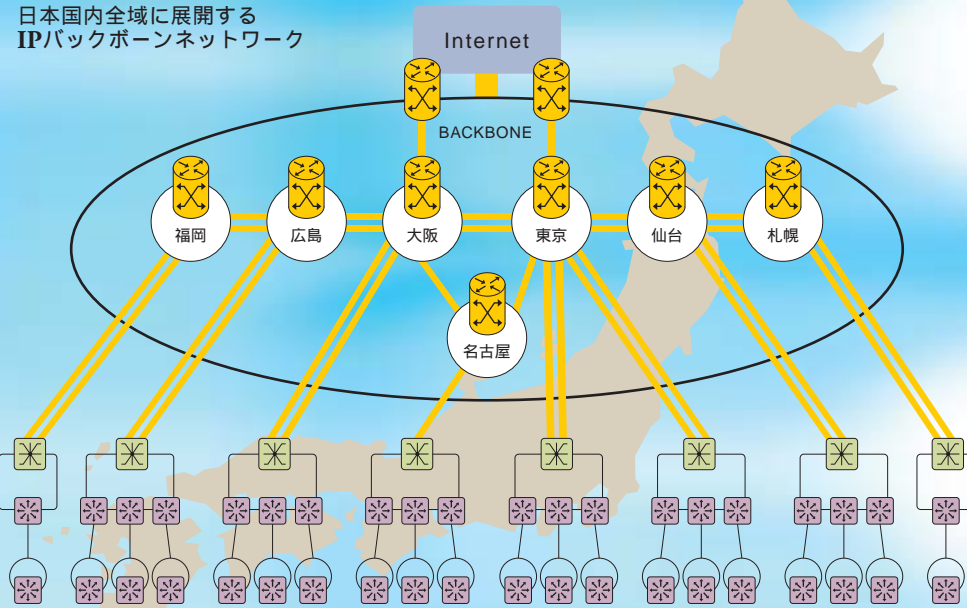 日本国内全域に展開する
IPバックボーンネットワーク
Internet
BACKBONE
福岡
広島
大阪
東京
仙台
札幌
名古屋